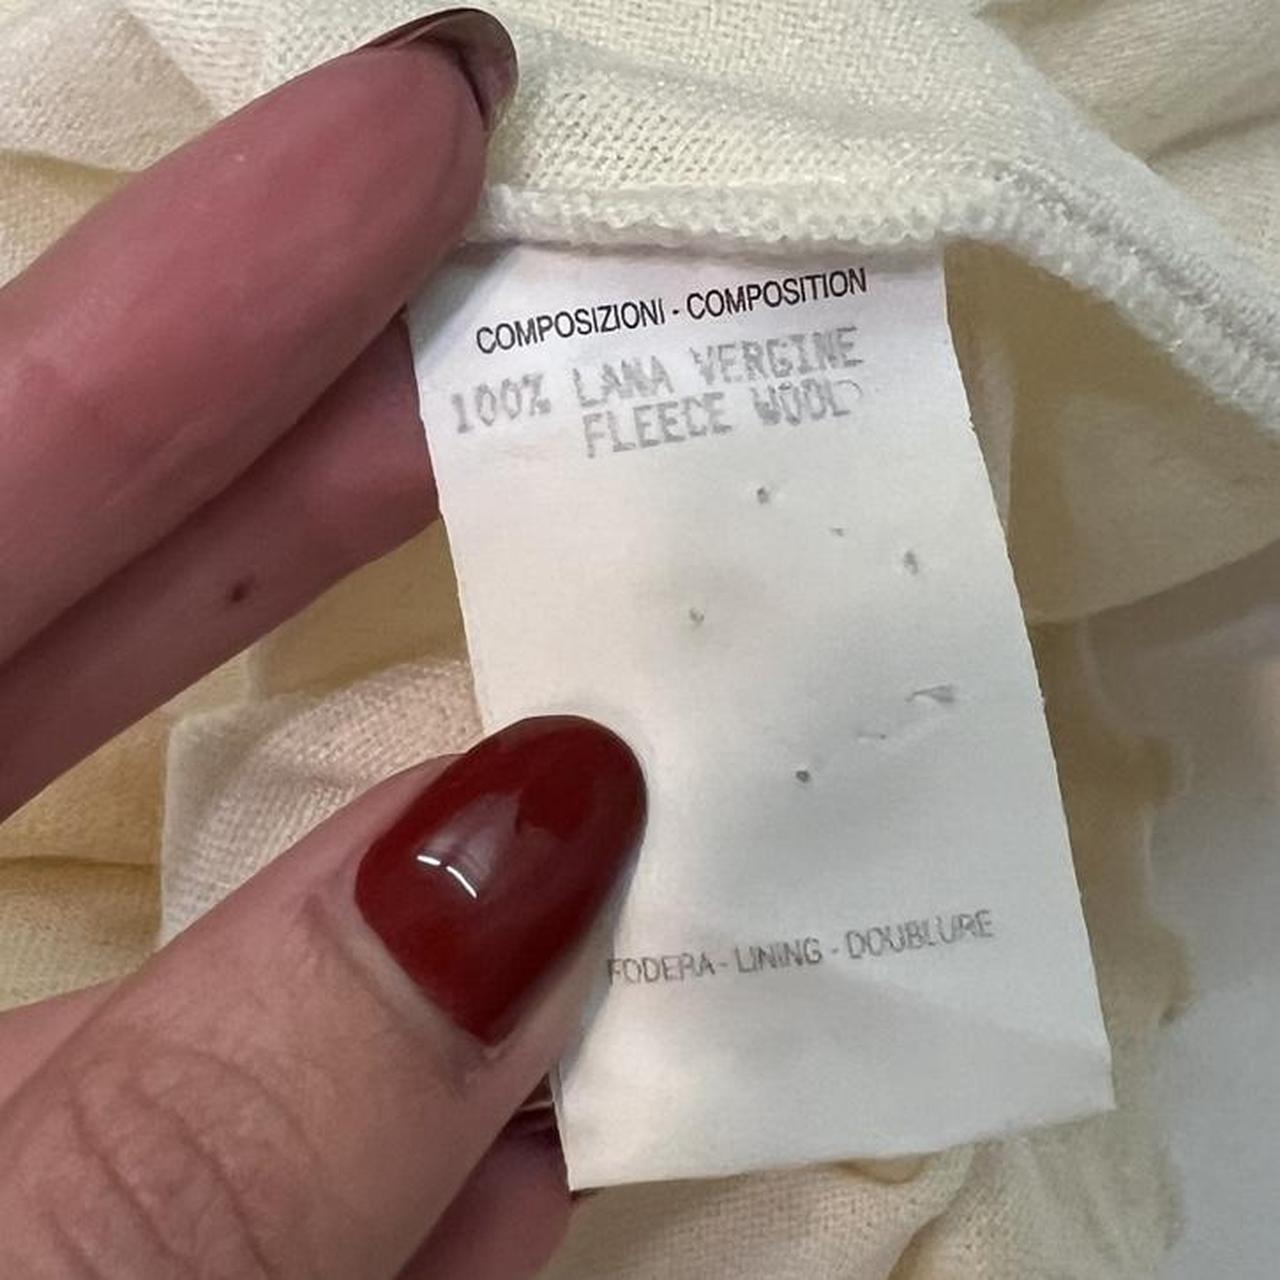 COMPOSIZIONI - COMPOSITION
100% LANA VERGINE
FLEECE WOOL
FODERA - LINING - DOUBLURE